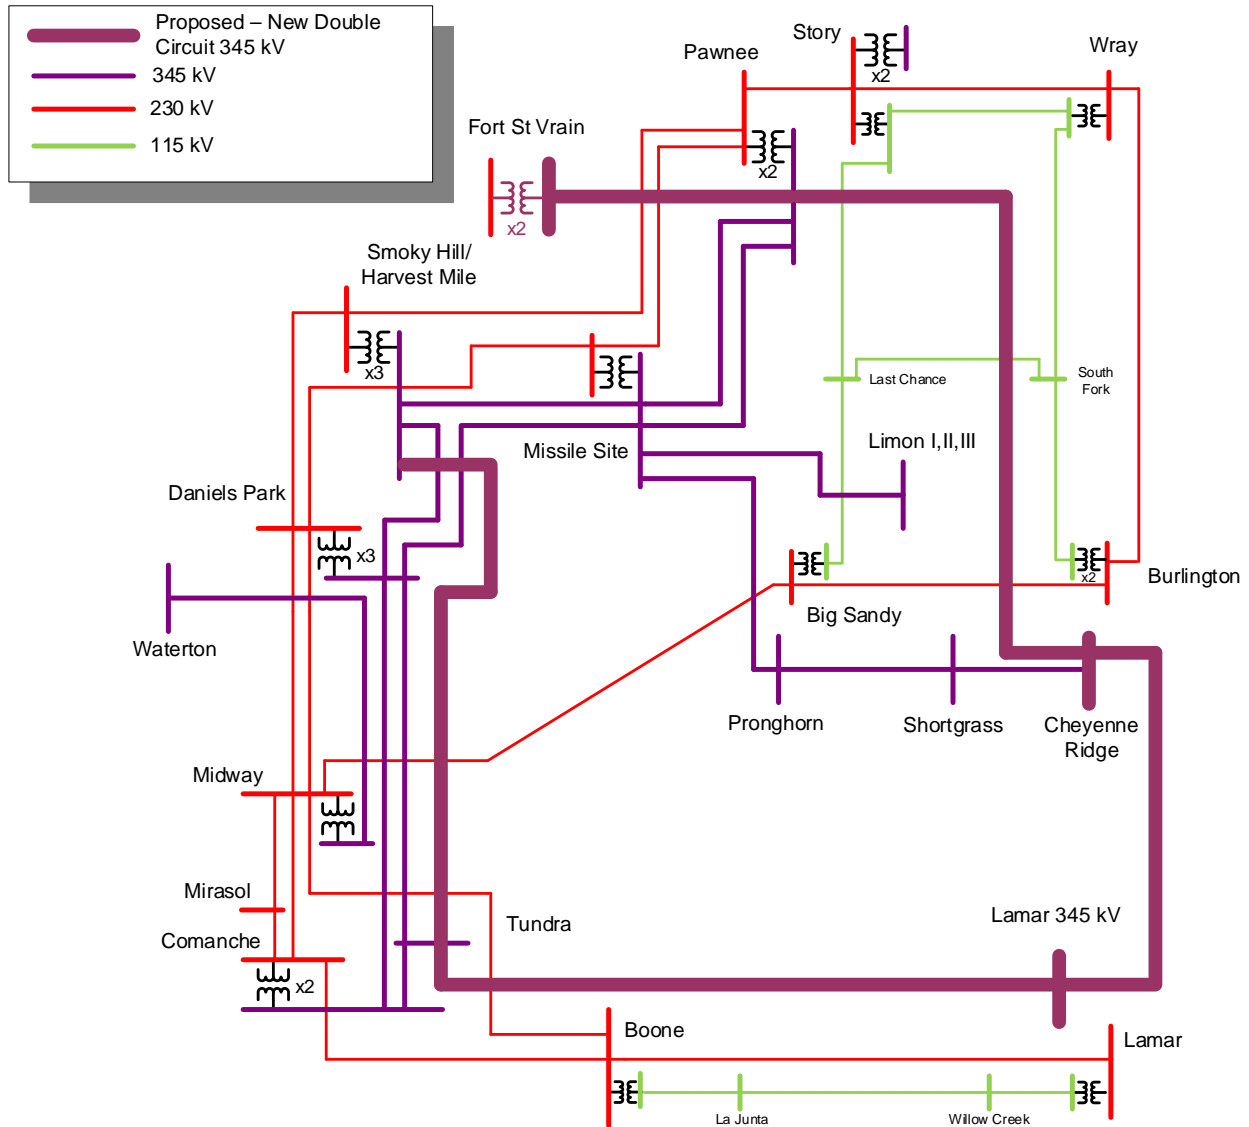 Proposed – New Double
Circuit 345 kV
345 kV
230 kV
115 kV
Story
Pawnee
Wray
x2
Fort St Vrain
x2
x2
Smoky Hill/
Harvest Mile
x3
Last Chance
South
Fork
Missile Site
Limon I,II,III
Daniels Park
x3
x2
Burlington
Big Sandy
Waterton
Pronghorn
Shortgrass
Cheyenne
Ridge
Midway
Mirasol
Tundra
Lamar 345 kV
Comanche
x2
Boone
Lamar
La Junta
Willow Creek